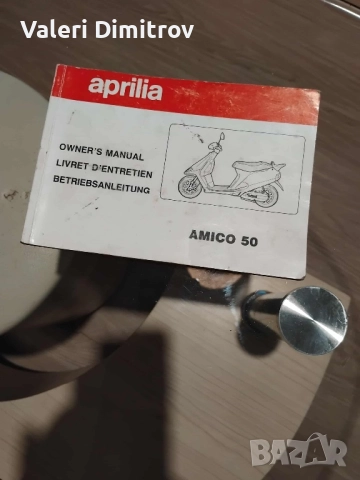 Valeri Dimitrov
aprilia
OWNER'S MANUAL
LIVRET D'ENTRETIEN
BETRIEBSANLEITUNG
AMICO 50
BAZAR